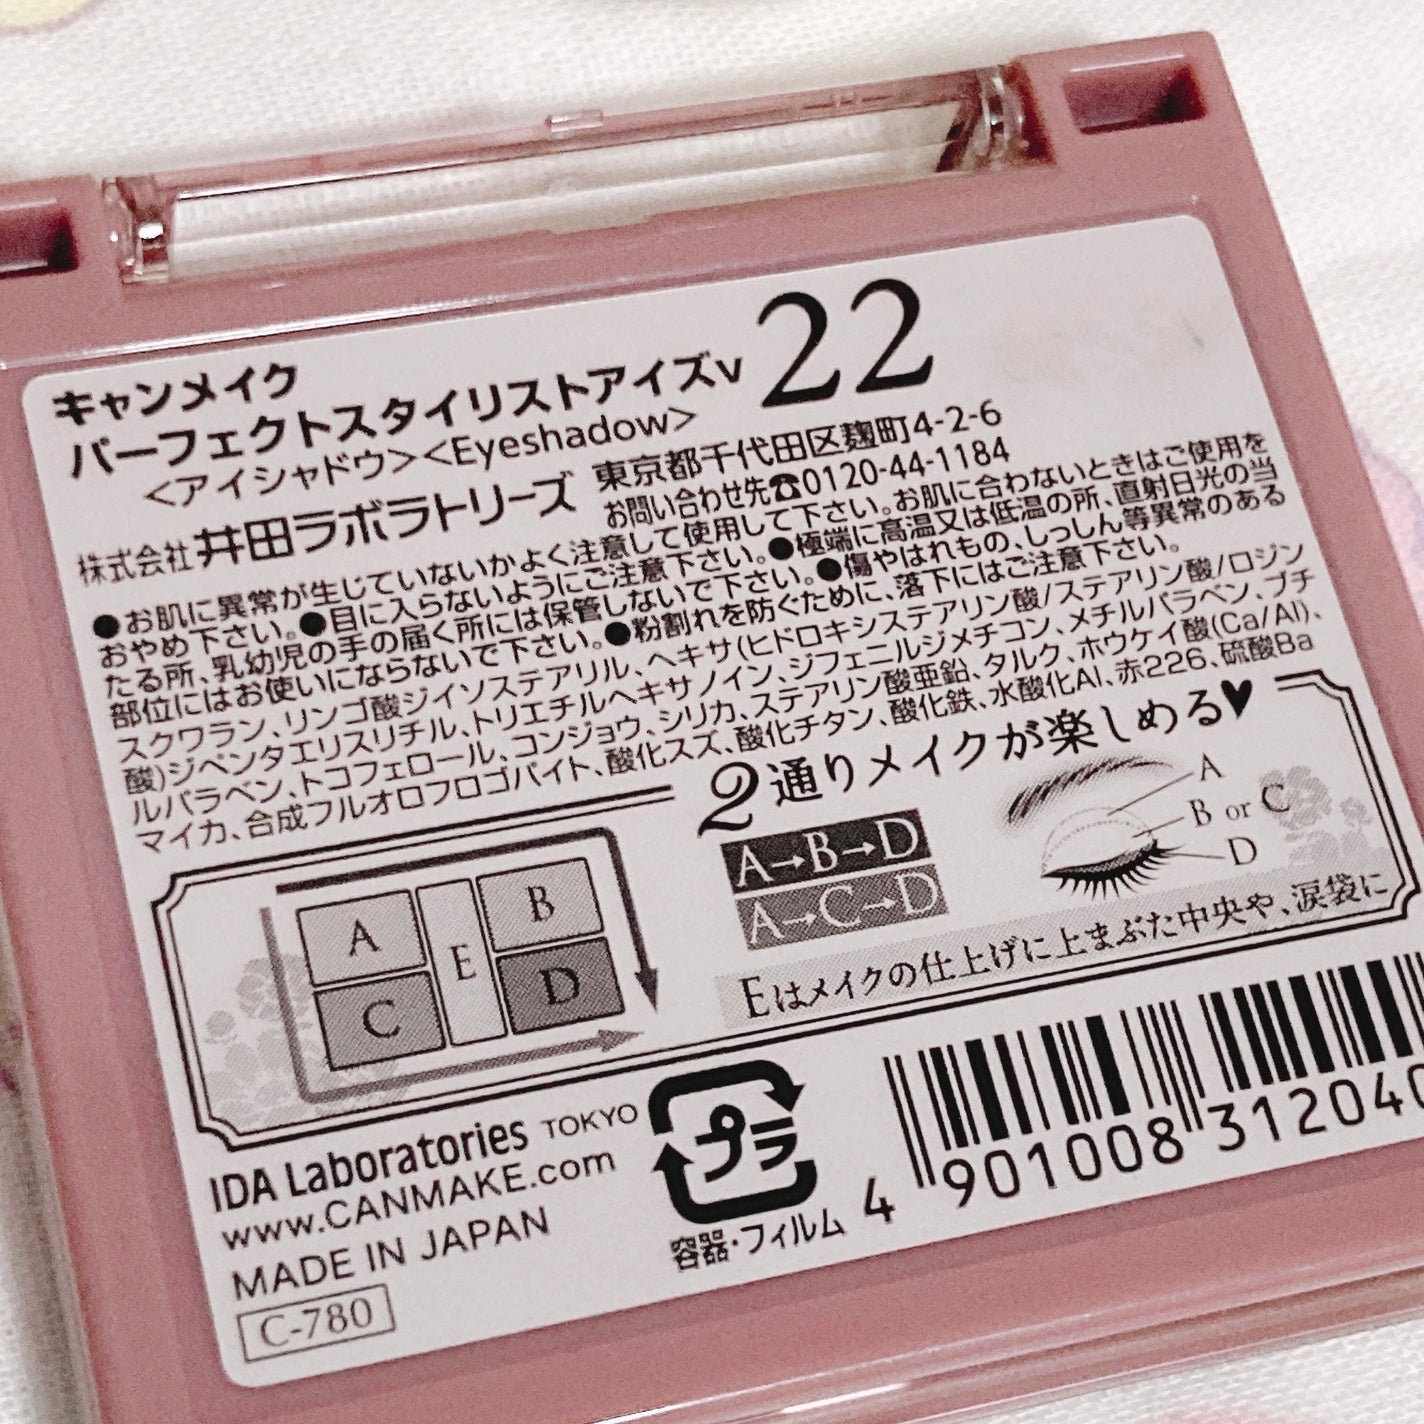 キャンメイク
パーフェクトスタイリストアイズv 22
<アイシャドウ><Eyeshadow>
株式会社 井田ラボラトリーズ 東京都千代田区麹町4-2-6
お問い合わせ先☎0120-44-1184
●お肌に異常が生じていないかよく注意して使用して下さい。お肌に合わないときはご使用を
おやめ下さい。●目に入らないようにご注意下さい。●極端に高温又は低温の所、直射日光の当
たる所、乳幼児の手の届く所には保管しないで下さい。●傷やはれもの、しっしん等異常のある
部位にはお使いにならないで下さい。●粉割れを防ぐために、落下にはご注意下さい。
スクワラン、リンゴ酸ジイソステアリル、ヘキサ(ヒドロキシステアリン酸/ステアリン酸/ロジン
酸)ジペンタエリスリチル、トリエチルヘキサノイン、ジフェニルジメチコン、メチルパラベン、ブチ
ルパラベン、トコフェロール、コンジョウ、シリカ、ステアリン酸亜鉛、タルク、ホウケイ酸(Ca/Al)、
マイカ、合成フルオロフロゴパイト、酸化スズ、酸化チタン、酸化鉄、水酸化Al、赤226、硫酸Ba
2通りメイクが楽しめる♥
A→B→D
A→C→D
A
B or C
D
A
B
C
D
E
Eはメイクの仕上げに上まぶた中央や、涙袋に
IDA Laboratories TOKYO
www.CANMAKE.com
MADE IN JAPAN
C-780
プラ
容器・フィルム
4 901008 312040